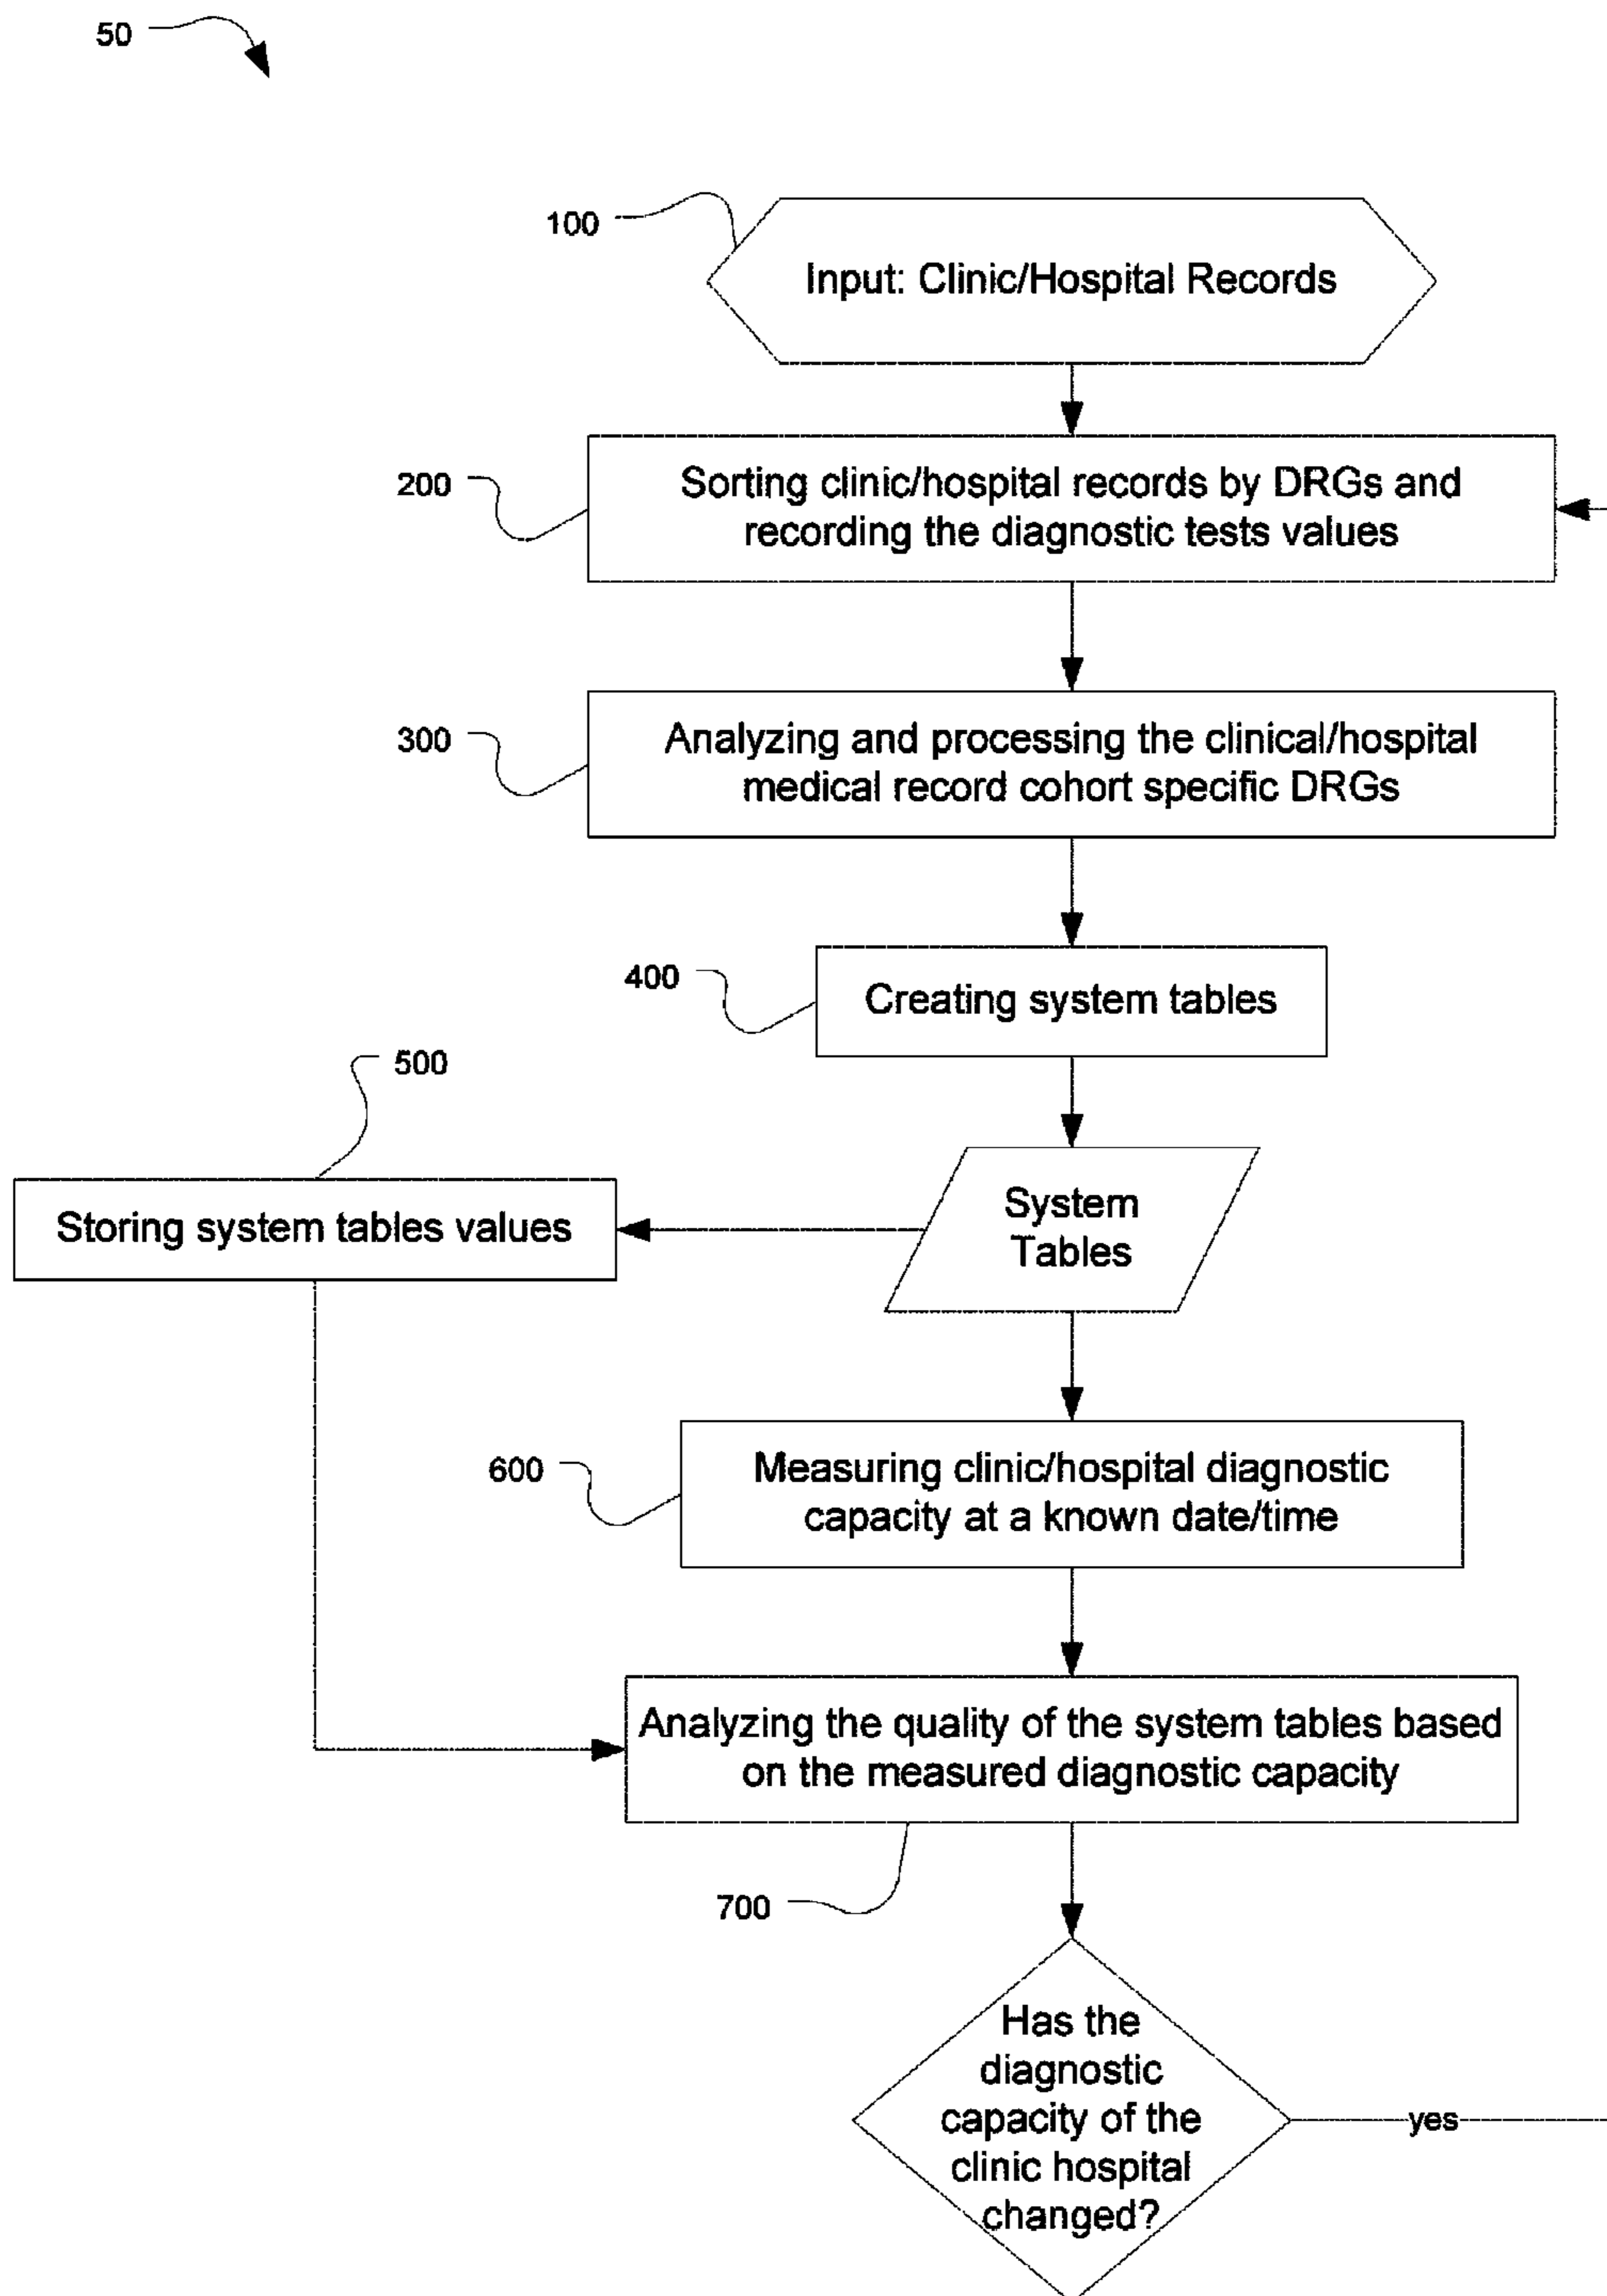 50
100
Input: Clinic/Hospital Records
200
Sorting clinic/hospital records by DRGs and
recording the diagnostic tests values
300
Analyzing and processing the clinical/hospital
medical record cohort specific DRGs
400
Creating system tables
500
System
Tables
Storing system tables values
600
Measuring clinic/hospital diagnostic
capacity at a known date/time
Analyzing the quality of the system tables based
on the measured diagnostic capacity
700
Has the
diagnostic
capacity of the
clinic hospital
changed?
yes